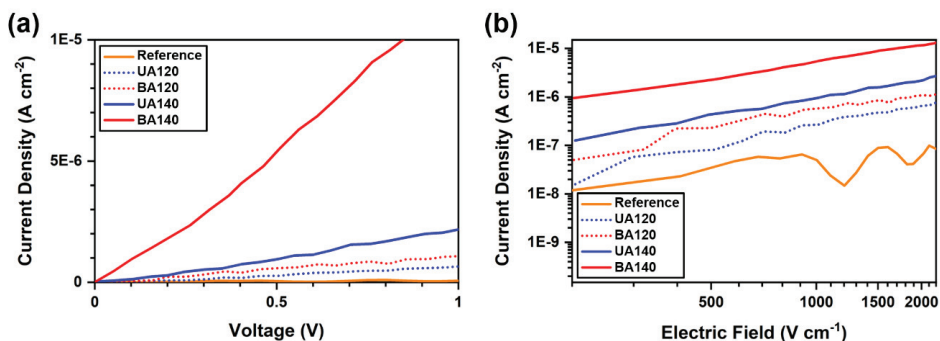 (a)
Current Density (A cm⁻²)
1E-5
5E-6
0
Reference
UA120
BA120
UA140
BA140
0
0.5
1
Voltage (V)
(b)
Current Density (A cm⁻²)
1E-5
1E-6
1E-7
1E-8
1E-9
Reference
UA120
BA120
UA140
BA140
500
1000
1500
2000
Electric Field (V cm⁻¹)